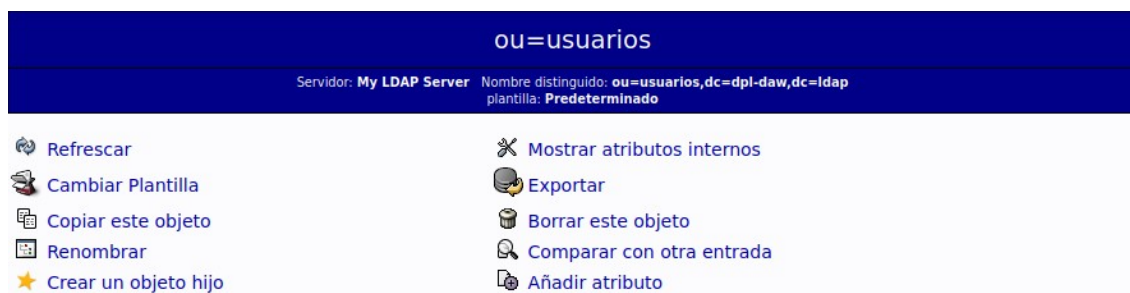 ou=usuarios
Servidor: My LDAP Server Nombre distinguido: ou=usuarios,dc=dpl-daw,dc=ldap
plantilla: Predeterminado
Refrescar
Mostrar atributos internos
Cambiar Plantilla
Exportar
Copiar este objeto
Borrar este objeto
Renombrar
Comparar con otra entrada
Crear un objeto hijo
Añadir atributo